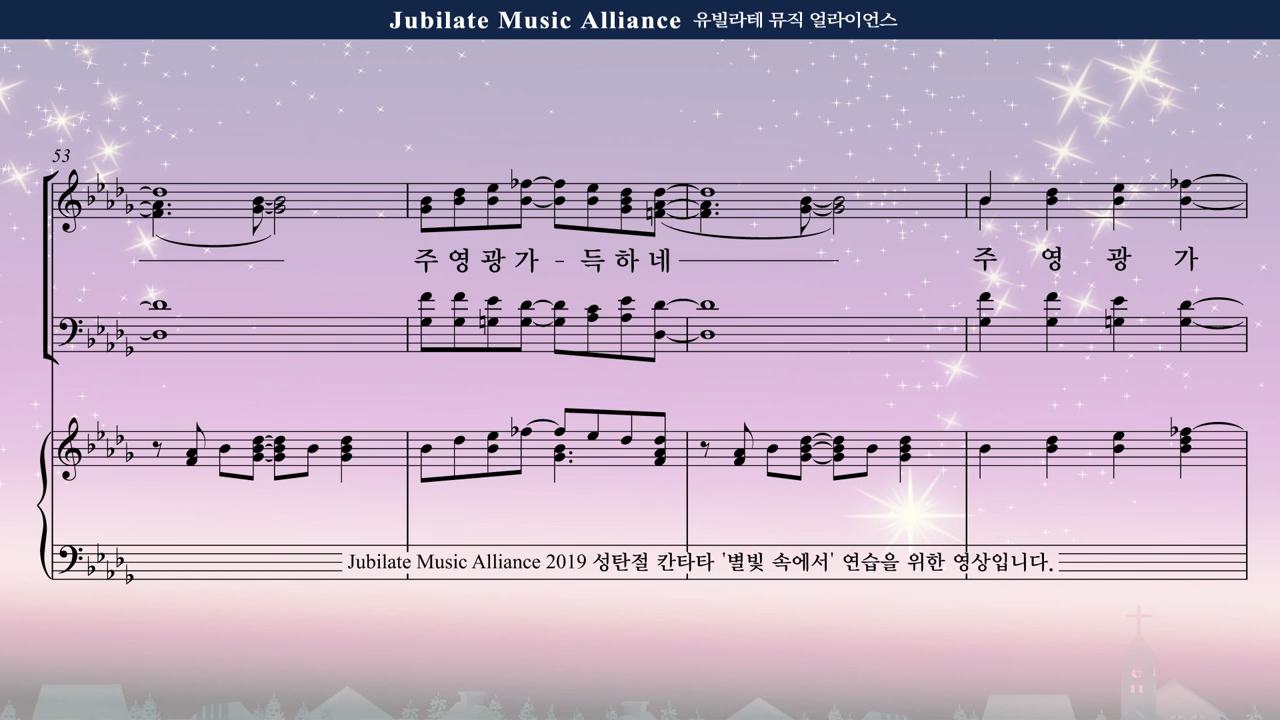 Jubilate Music Alliance 유빌라테 뮤직 얼라이언스
53
주 영 광 가 - 득 하 네 주 영 광 가
Jubilate Music Alliance 2019 성탄절 칸타타 '별빛 속에서' 연습을 위한 영상입니다.